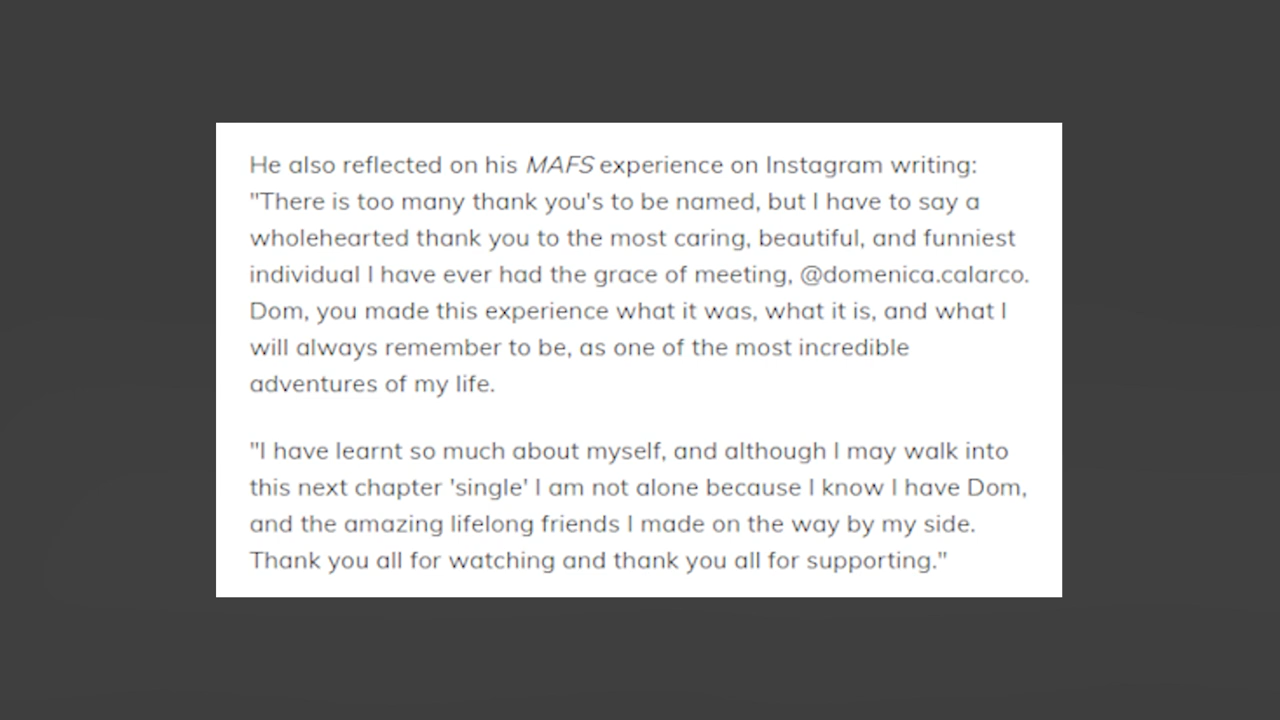 He also reflected on his MAFS experience on Instagram writing:
"There is too many thank you's to be named, but I have to say a
wholehearted thank you to the most caring, beautiful, and funniest
individual I have ever had the grace of meeting, @domenica.calarco.
Dom, you made this experience what it was, what it is, and what I
will always remember to be, as one of the most incredible
adventures of my life.
"I have learnt so much about myself, and although I may walk into
this next chapter 'single' I am not alone because I know I have Dom,
and the amazing lifelong friends I made on the way by my side.
Thank you all for watching and thank you all for supporting."